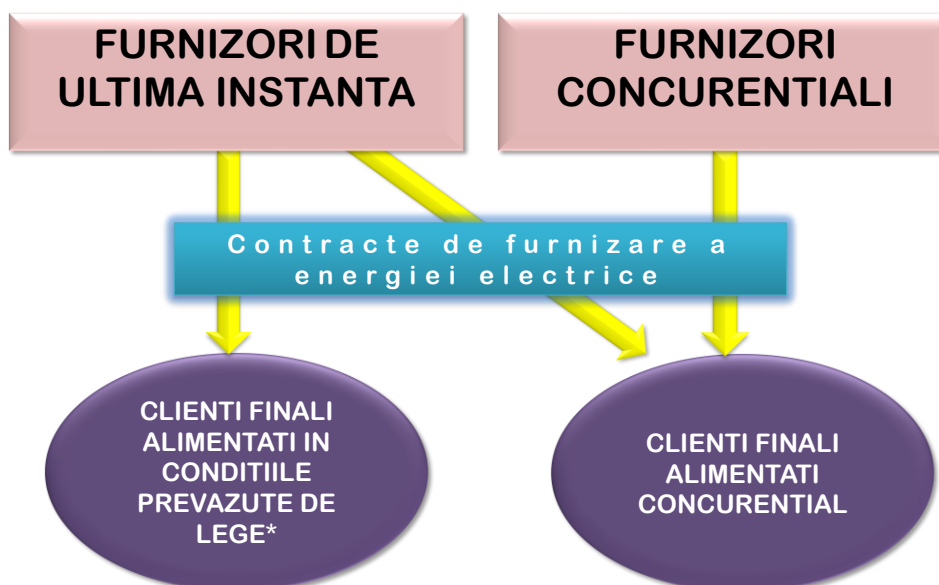 FURNIZORI DE
ULTIMA INSTANTA
FURNIZORI
CONCURENTIALI
Contracte de furnizare a
energiei electrice
CLIENTI FINALI
ALIMENTATI IN
CONDITIILE
PREVAZUTE DE
LEGE*
CLIENTI FINALI
ALIMENTATI
CONCURENTIAL